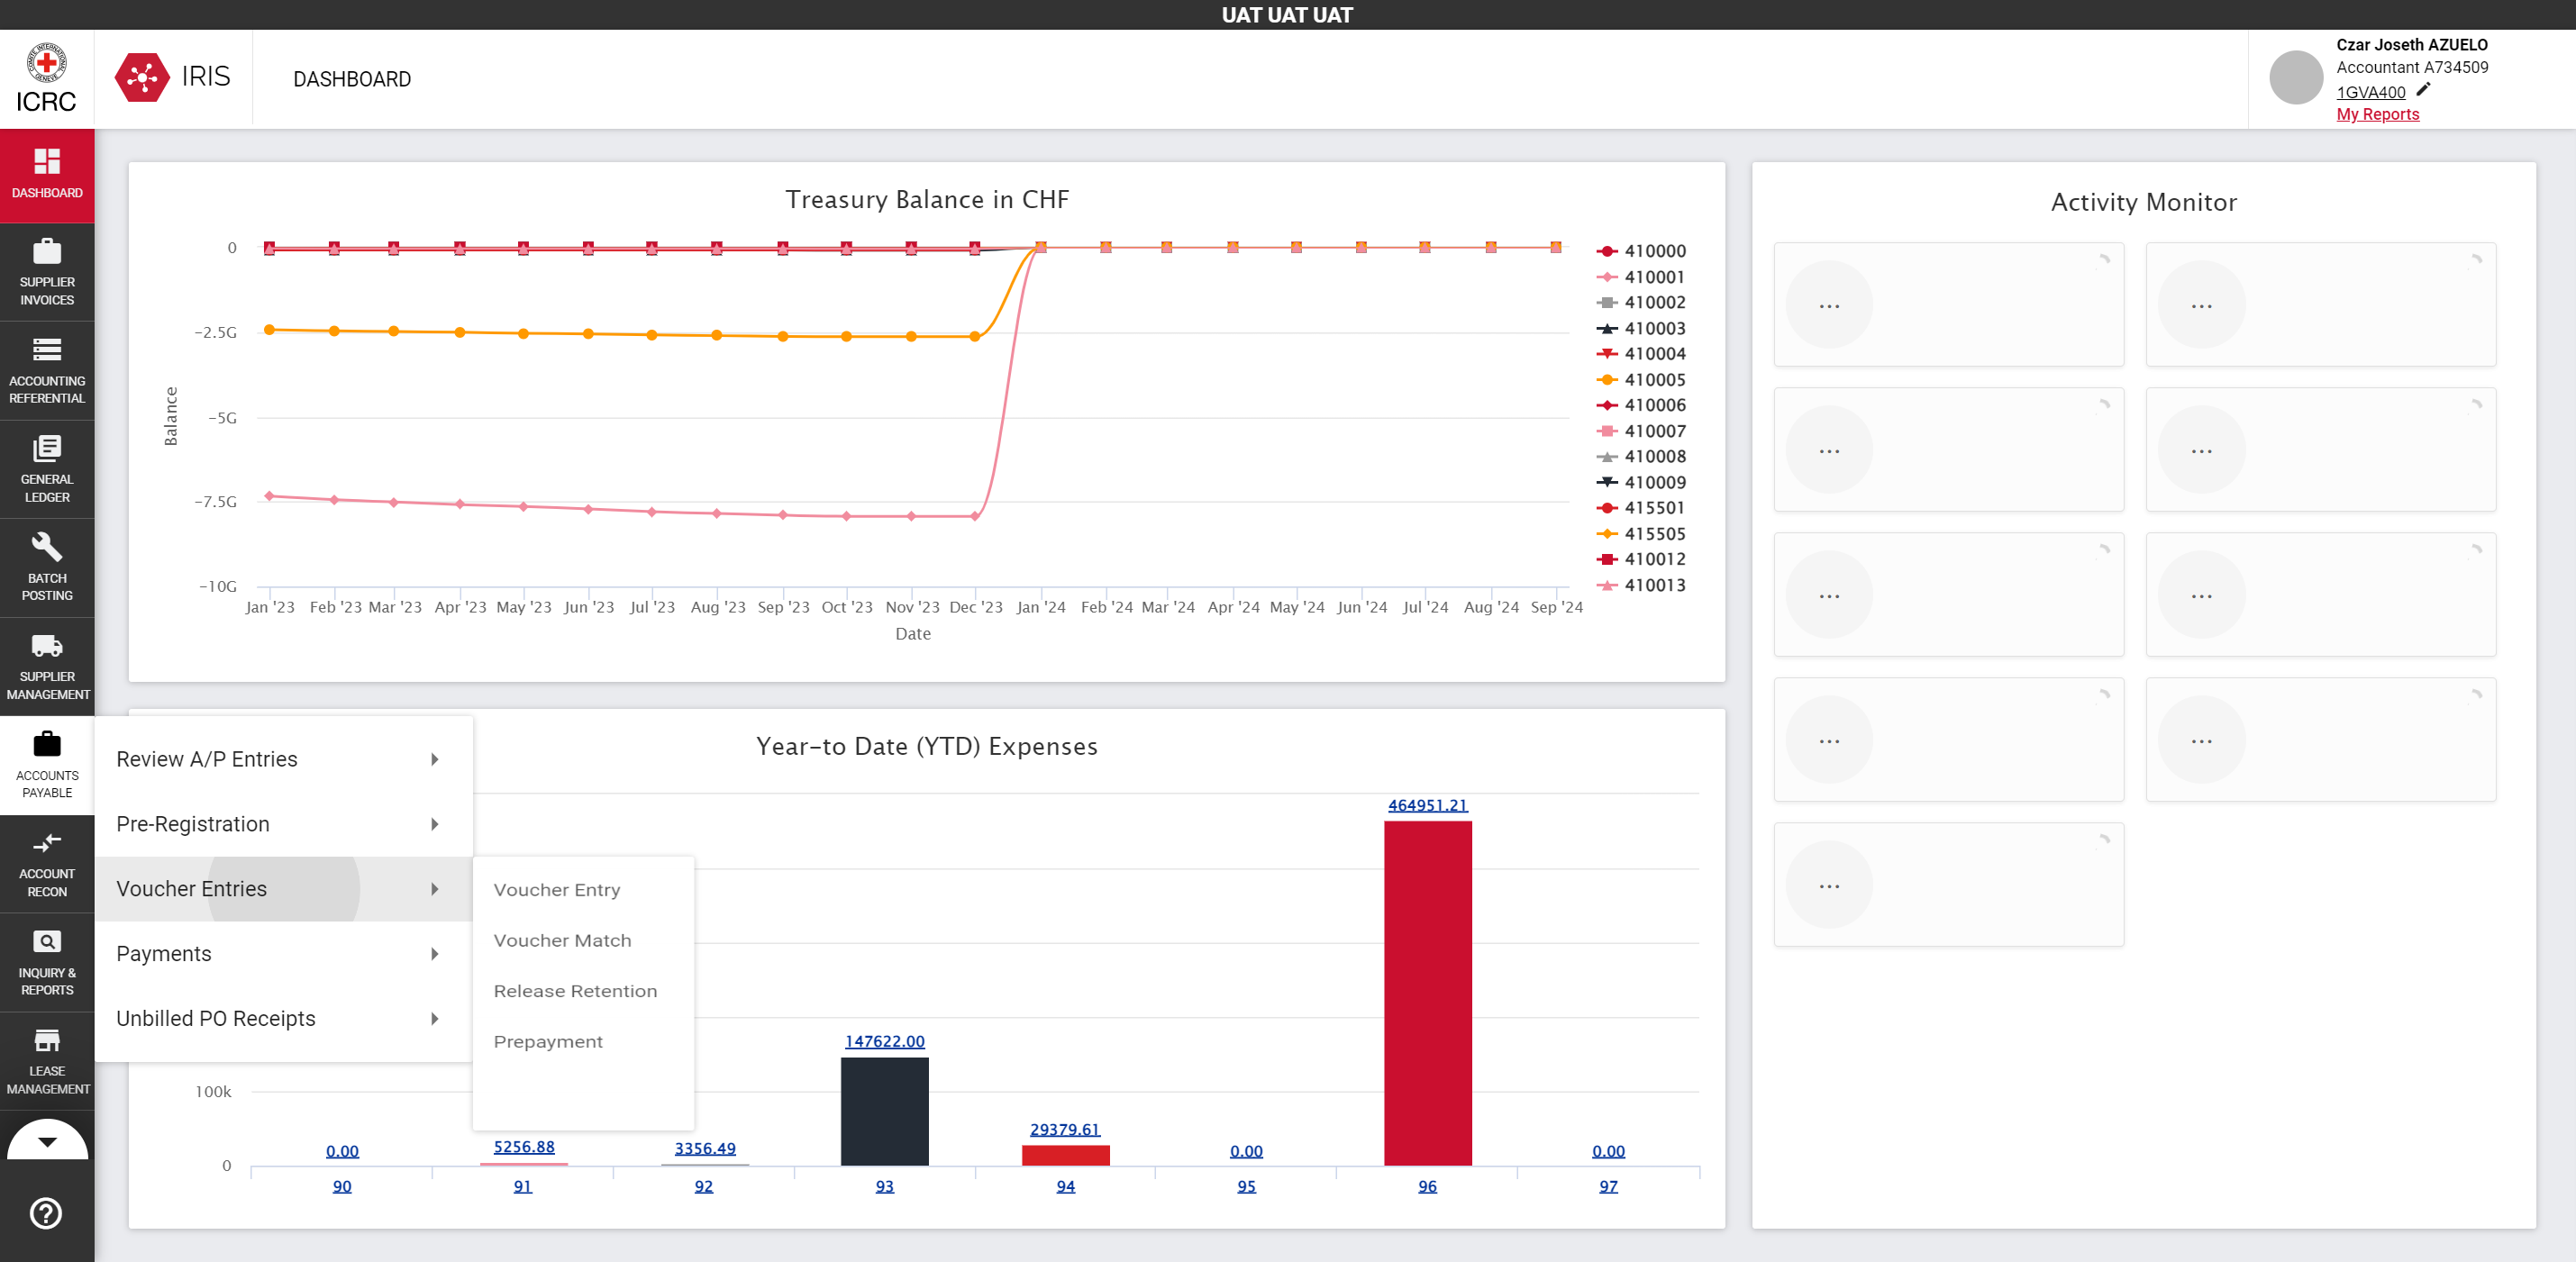 UAT UAT UAT
ICRC
IRIS
DASHBOARD
Czar Joseth AZUELO
Accountant A734509
1GVA400
My Reports
DASHBOARD
SUPPLIER
INVOICES
ACCOUNTING
REFERENTIAL
GENERAL
LEDGER
BATCH
POSTING
SUPPLIER
MANAGEMENT
ACCOUNTS
PAYABLE
ACCOUNT
RECON
INQUIRY &
REPORTS
LEASE
MANAGEMENT
Treasury Balance in CHF
Balance
0
−2.5G
−5G
−7.5G
−10G
Jan '23 Feb '23 Mar '23 Apr '23 May '23 Jun '23 Jul '23 Aug '23 Sep '23 Oct '23 Nov '23 Dec '23 Jan '24 Feb '24 Mar '24 Apr '24 May '24 Jun '24 Jul '24 Aug '24 Sep '24
Date
410000
410001
410002
410003
410004
410005
410006
410007
410008
410009
415501
415505
410012
410013
Review A/P Entries
Pre-Registration
Voucher Entries
Payments
Unbilled PO Receipts
Voucher Entry
Voucher Match
Release Retention
Prepayment
Year−to Date (YTD) Expenses
100k
0
0.00 5256.88 3356.49 147622.00 29379.61 0.00 464951.21 0.00
90 91 92 93 94 95 96 97
Activity Monitor
... ...
... ...
... ...
... ...
...